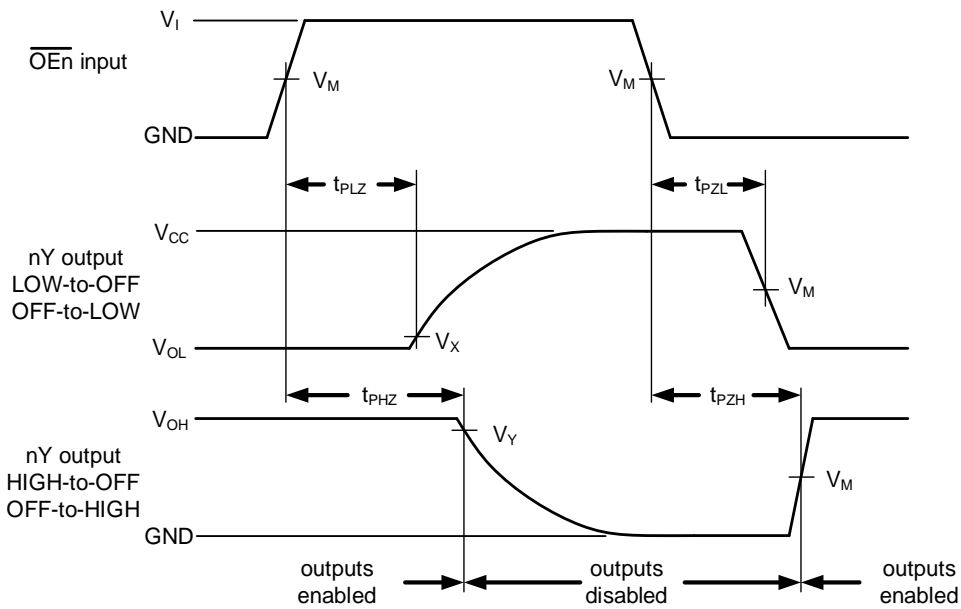 V_I
O̅E̅n̅ input
V_M
V_M
GND
t_PLZ
t_PZL
V_CC
nY output
LOW-to-OFF
OFF-to-LOW
V_M
V_X
V_OL
t_PHZ
t_PZH
V_OH
V_Y
nY output
HIGH-to-OFF
OFF-to-HIGH
V_M
GND
outputs
enabled
outputs
disabled
outputs
enabled